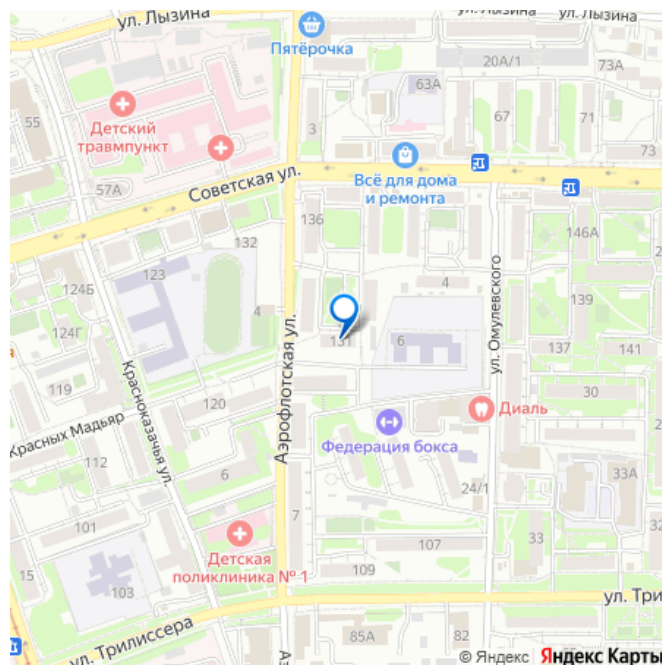 ул. Лызина
ул. Лызина
ул. Лызина
Пятёрочка
20А/1
73А
63А
Детский
травмпункт
55
3
67
71
73
57А
Советская ул.
Всё для дома
и ремонта
136
132
146А
123
124Б
4
4
139
124Г
131
6
ул. Омулевского
137
141
Аэрофлотская ул.
119
Красноказачья ул.
30
120
Диаль
Красных Мадьяр
Федерация бокса
112
6
33А
24/1
101
7
33
107
Детская
поликлиника № 1
15
103
109
ул. Трилиссера
ул. Три
85А
82
© Яндекс Яндекс Карты